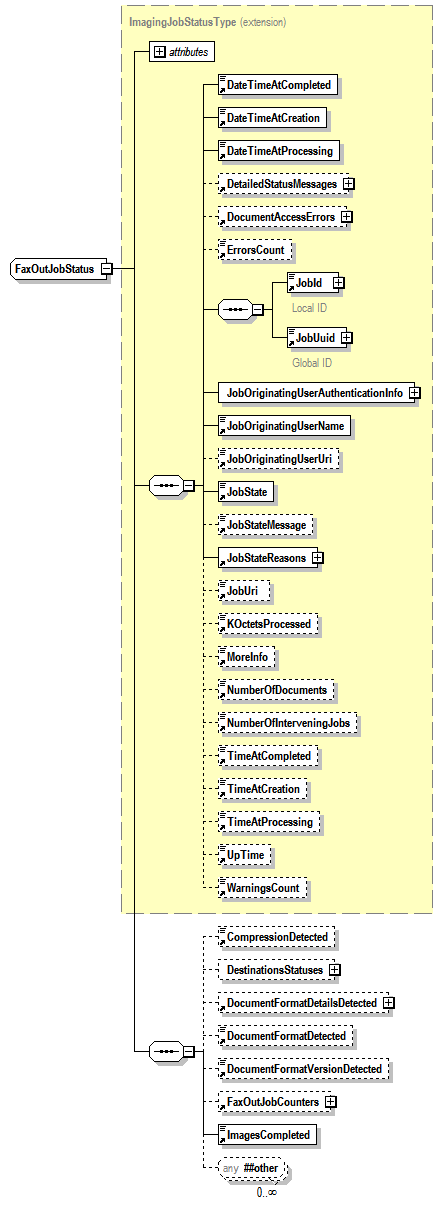 ImagingJobStatusType (extension)
attributes
DateTimeAtCompleted
DateTimeAtCreation
DateTimeAtProcessing
DetailedStatusMessages
DocumentAccessErrors
ErrorsCount
FaxOutJobStatus
JobId
Local ID
JobUuid
Global ID
JobOriginatingUserAuthenticationInfo
JobOriginatingUserName
JobOriginatingUserUri
JobState
JobStateMessage
JobStateReasons
JobUri
KOctetsProcessed
MoreInfo
NumberOfDocuments
NumberOfInterveningJobs
TimeAtCompleted
TimeAtCreation
TimeAtProcessing
UpTime
WarningsCount
CompressionDetected
DestinationsStatuses
DocumentFormatDetailsDetected
DocumentFormatDetected
DocumentFormatVersionDetected
FaxOutJobCounters
ImagesCompleted
any ##other
0..∞